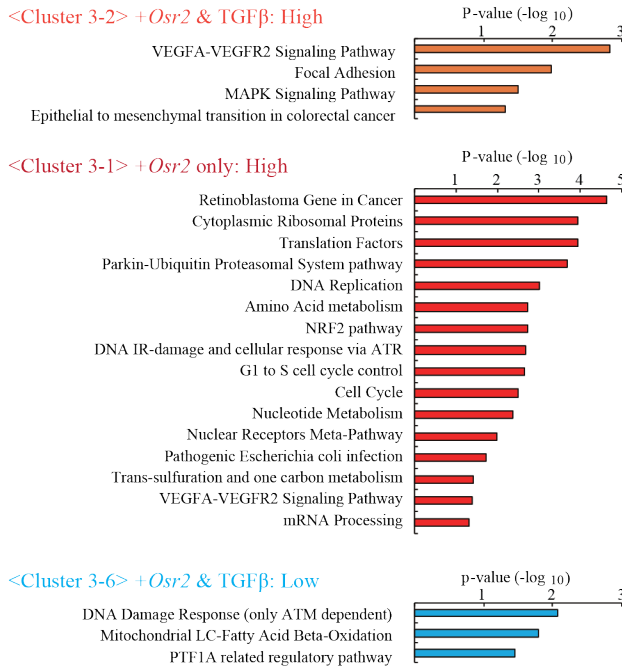 <Cluster 3-2> +Osr2 & TGFβ: High
P-value (-log 10)
1 2 3
VEGFA-VEGFR2 Signaling Pathway
Focal Adhesion
MAPK Signaling Pathway
Epithelial to mesenchymal transition in colorectal cancer
<Cluster 3-1> +Osr2 only: High
P-value (-log 10)
1 2 3 4 5
Retinoblastoma Gene in Cancer
Cytoplasmic Ribosomal Proteins
Translation Factors
Parkin-Ubiquitin Proteasomal System pathway
DNA Replication
Amino Acid metabolism
NRF2 pathway
DNA IR-damage and cellular response via ATR
G1 to S cell cycle control
Cell Cycle
Nucleotide Metabolism
Nuclear Receptors Meta-Pathway
Pathogenic Escherichia coli infection
Trans-sulfuration and one carbon metabolism
VEGFA-VEGFR2 Signaling Pathway
mRNA Processing
<Cluster 3-6> +Osr2 & TGFβ: Low
p-value (-log 10)
1 2 3
DNA Damage Response (only ATM dependent)
Mitochondrial LC-Fatty Acid Beta-Oxidation
PTF1A related regulatory pathway